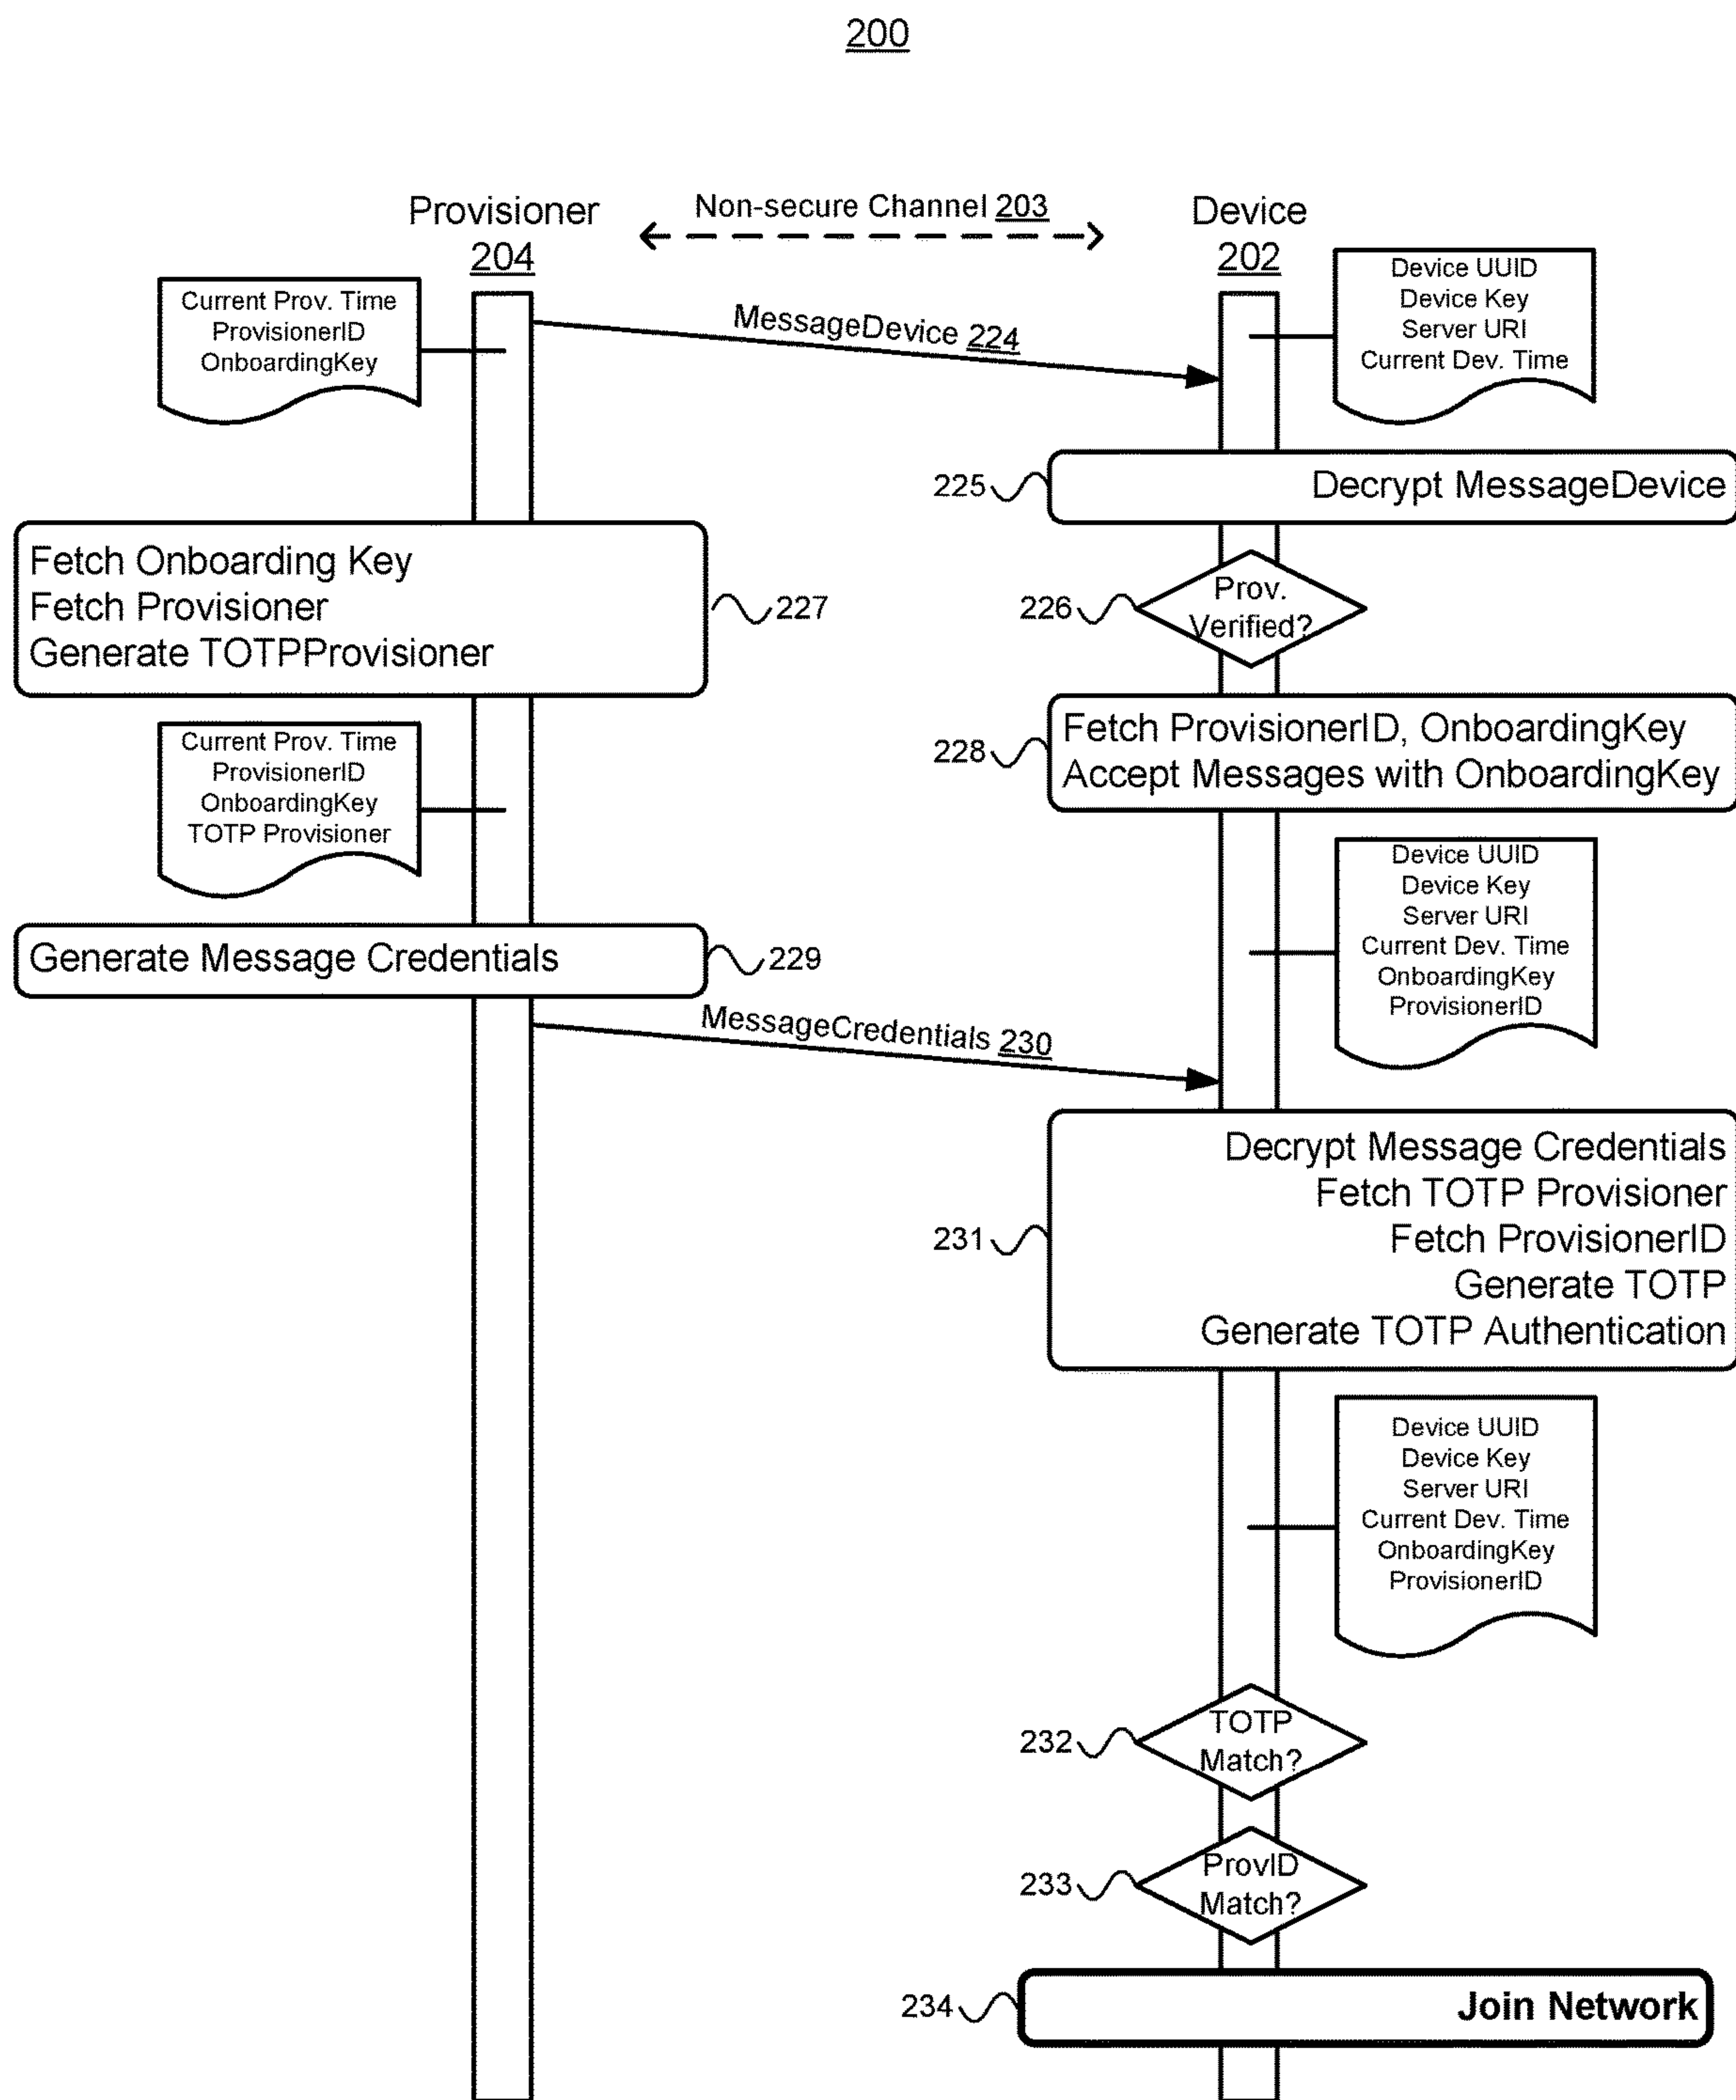 200
Provisioner
204
Non-secure Channel 203
Device
202
Current Prov. Time
ProvisionerID
OnboardingKey
MessageDevice 224
Device UUID
Device Key
Server URI
Current Dev. Time
225
Decrypt MessageDevice
Fetch Onboarding Key
Fetch Provisioner
Generate TOTPProvisioner
227
226
Prov.
Verified?
Current Prov. Time
ProvisionerID
OnboardingKey
TOTP Provisioner
228
Fetch ProvisionerID, OnboardingKey
Accept Messages with OnboardingKey
Device UUID
Device Key
Server URI
Current Dev. Time
OnboardingKey
ProvisionerID
Generate Message Credentials
229
MessageCredentials 230
231
Decrypt Message Credentials
Fetch TOTP Provisioner
Fetch ProvisionerID
Generate TOTP
Generate TOTP Authentication
Device UUID
Device Key
Server URI
Current Dev. Time
OnboardingKey
ProvisionerID
232
TOTP
Match?
233
ProvID
Match?
234
Join Network